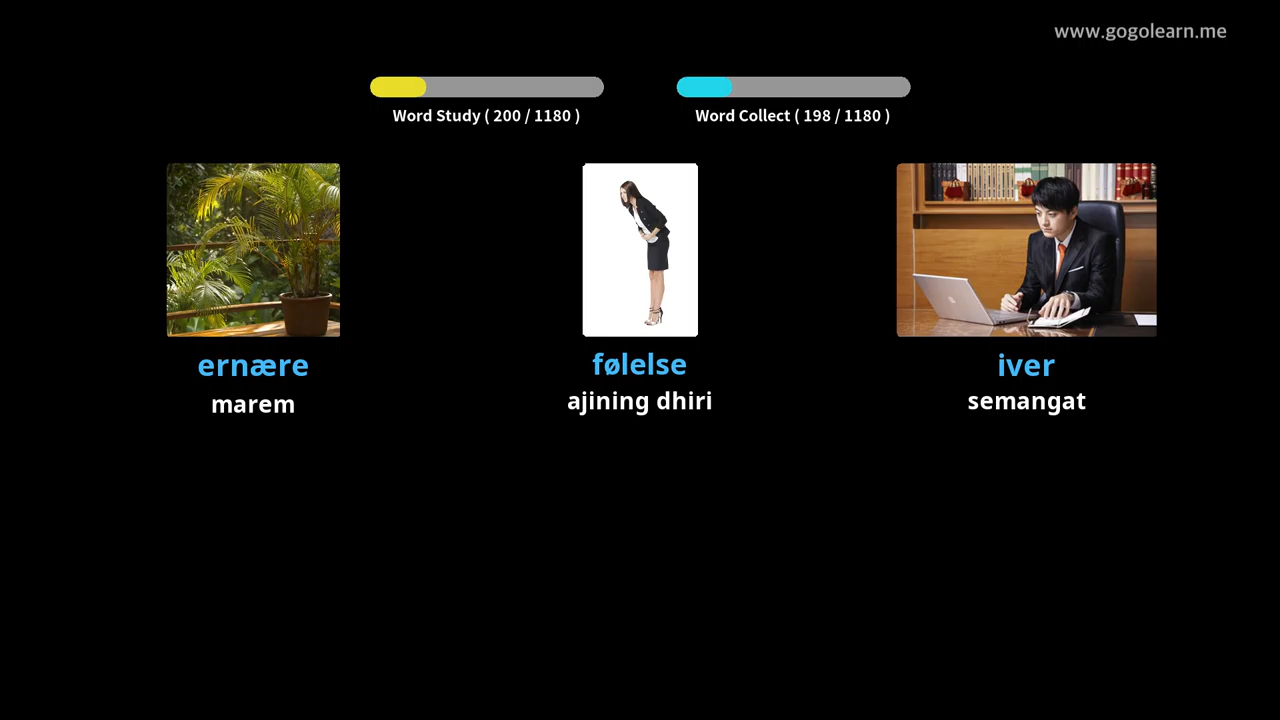 www.gogolearn.me
Word Study ( 200 / 1180 )
Word Collect ( 198 / 1180 )
ernære
følelse
iver
marem
ajining dhiri
semangat